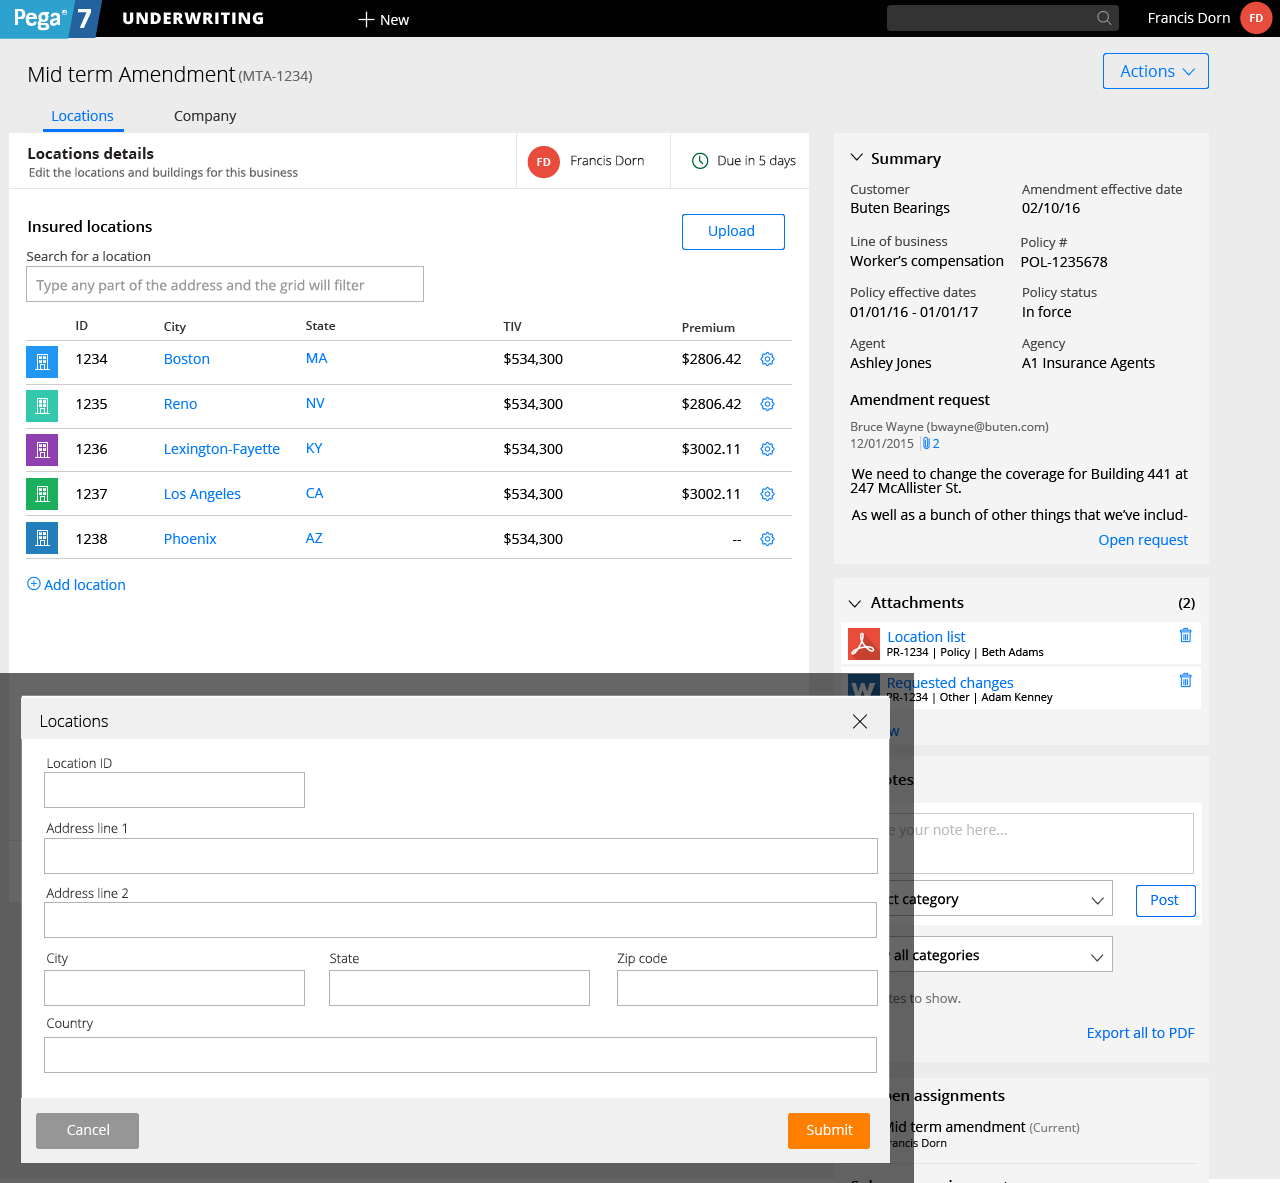 Pega® 7 UNDERWRITING New Francis Dorn FD
Mid term Amendment (MTA-1234) Actions
Locations Company
Locations details
Edit the locations and buildings for this business
FD Francis Dorn Due in 5 days
Insured locations Upload
Search for a location
Type any part of the address and the grid will filter
ID City State TIV Premium
1234 Boston MA $534,300 $2806.42
1235 Reno NV $534,300 $2806.42
1236 Lexington-Fayette KY $534,300 $3002.11
1237 Los Angeles CA $534,300 $3002.11
1238 Phoenix AZ $534,300 --
Add location
Summary
Customer Amendment effective date
Buten Bearings 02/10/16
Line of business Policy #
Worker's compensation POL-1235678
Policy effective dates Policy status
01/01/16 - 01/01/17 In force
Agent Agency
Ashley Jones A1 Insurance Agents
Amendment request
Bruce Wayne (bwayne@buten.com)
12/01/2015 2
We need to change the coverage for Building 441 at
247 McAllister St.
As well as a bunch of other things that we've includ-
Open request
Attachments (2)
Location list
PR-1234 | Policy | Beth Adams
W Requested changes
PR-1234 | Other | Adam Kenney
Locations
Location ID
Address line 1
Address line 2
City State Zip code
Country
Cancel Submit
your note here...
category Post
all categories
to show.
Export all to PDF
assignments
Mid term amendment (Current)
Francis Dorn